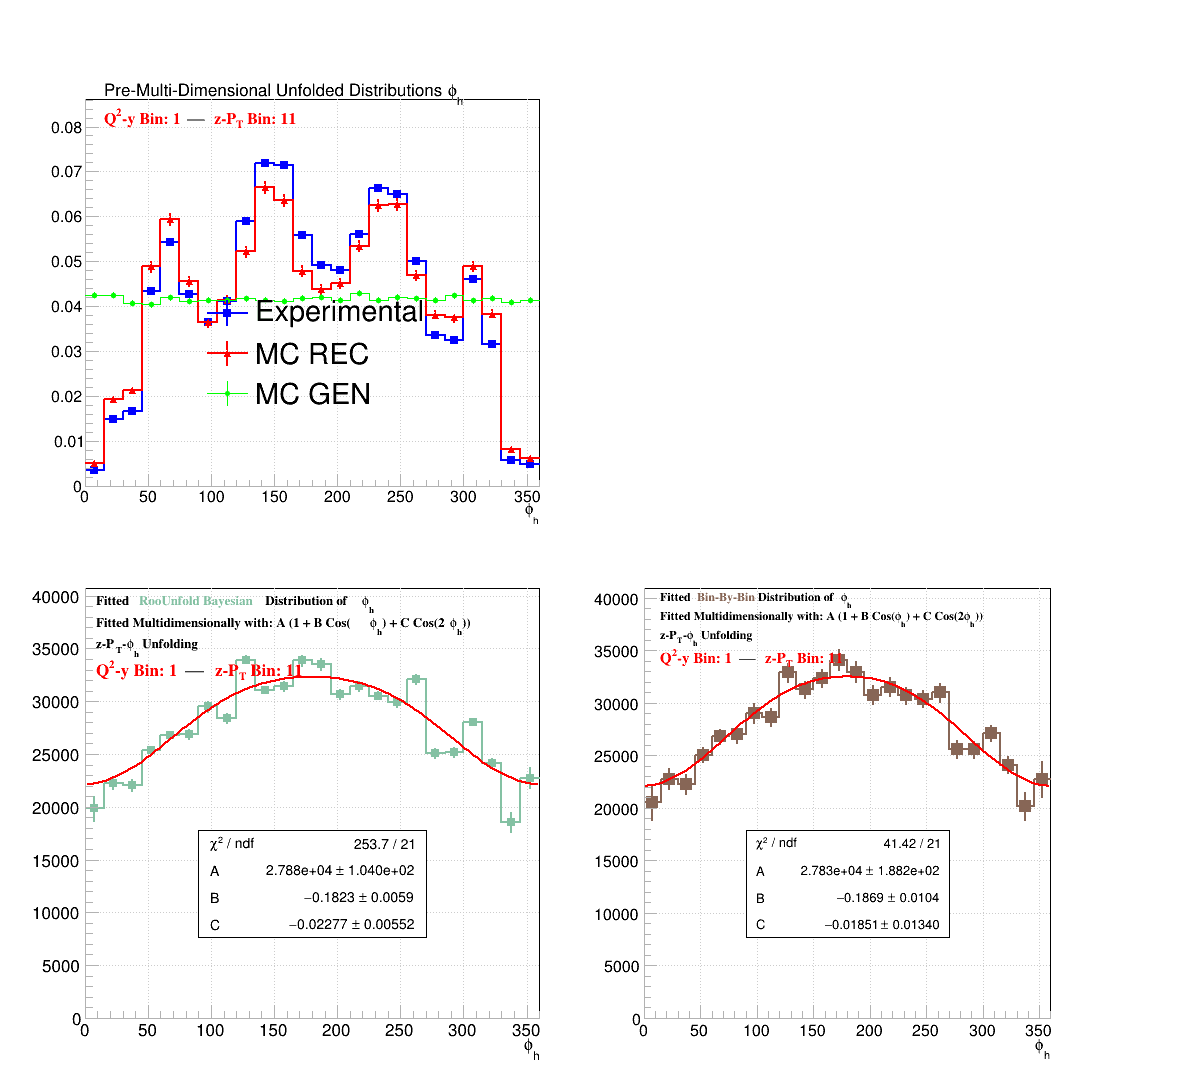 Pre-Multi-Dimensional Unfolded Distributions ϕh
Q2-y Bin: 1 — z-PT Bin: 11
0.08
0.07
0.06
0.05
0.04
0.03
0.02
0.01
0
Experimental
MC REC
MC GEN
0 50 100 150 200 250 300 350
ϕh
Fitted RooUnfold Bayesian Distribution of ϕh
Fitted Multidimensionally with: A (1 + B Cos( ϕh) + C Cos(2 ϕh))
z-PT-ϕh Unfolding
Q2-y Bin: 1 — z-PT Bin: 11
40000
35000
30000
25000
20000
15000
10000
5000
0
χ2 / ndf 253.7 / 21
A 2.788e+04 ± 1.040e+02
B −0.1823 ± 0.0059
C −0.02277 ± 0.00552
0 50 100 150 200 250 300 350
ϕh
Fitted Bin-By-Bin Distribution of ϕh
Fitted Multidimensionally with: A (1 + B Cos(ϕh) + C Cos(2ϕh))
z-PT-ϕh Unfolding
Q2-y Bin: 1 — z-PT Bin: 11
40000
35000
30000
25000
20000
15000
10000
5000
0
χ2 / ndf 41.42 / 21
A 2.783e+04 ± 1.882e+02
B −0.1869 ± 0.0104
C −0.01851 ± 0.01340
0 50 100 150 200 250 300 350
ϕh